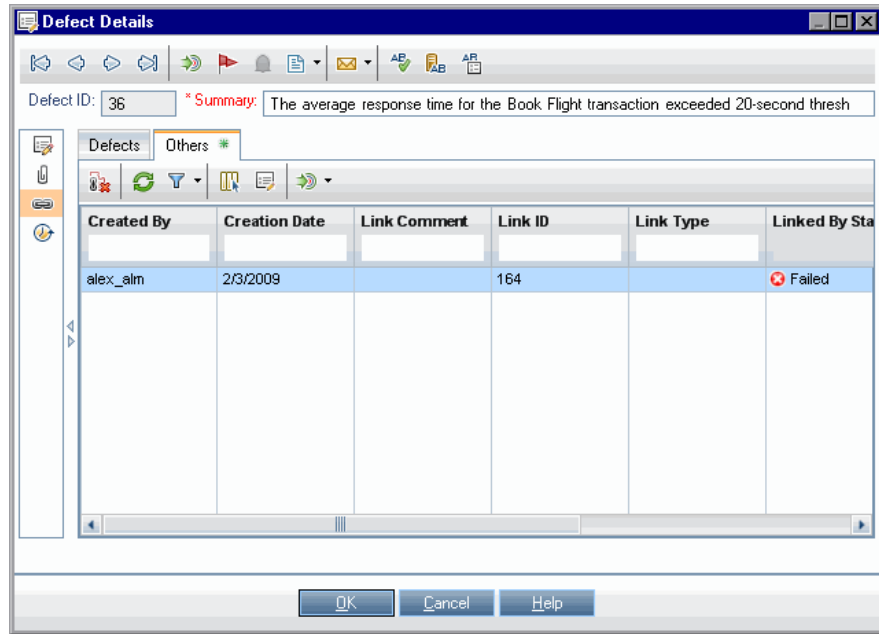 Defect Details
Defect ID: 36 * Summary: The average response time for the Book Flight transaction exceeded 20-second thresh
Defects Others
Created By Creation Date Link Comment Link ID Link Type Linked By Sta
alex_alm 2/3/2009 164 Failed
OK Cancel Help